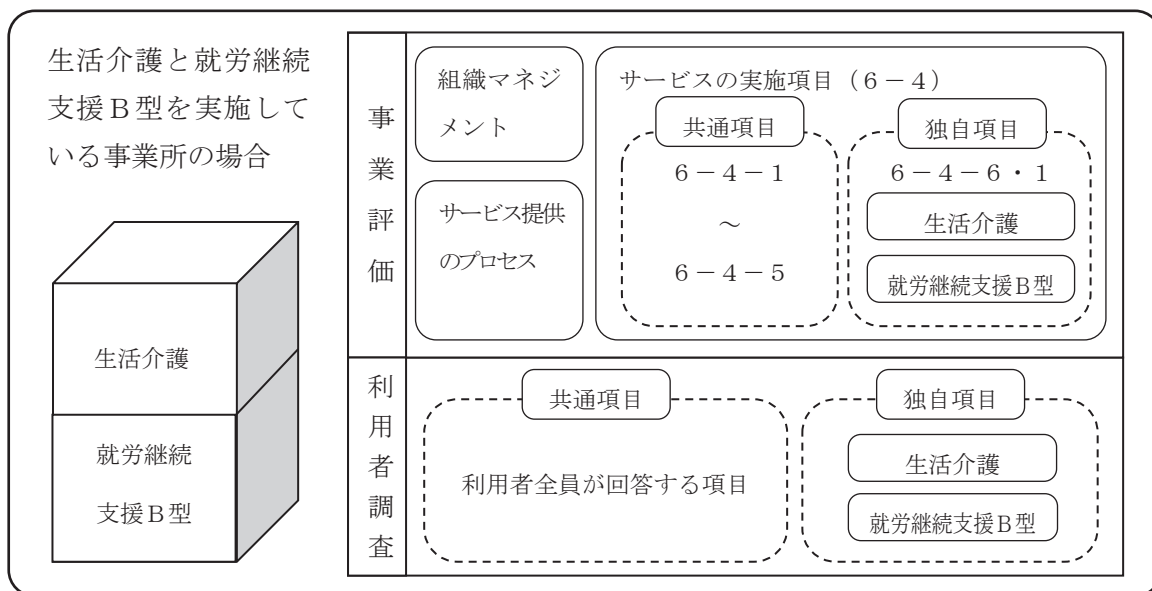 生活介護と就労継続
支援Ｂ型を実施して
いる事業所の場合
生活介護
就労継続
支援Ｂ型
事業評価
組織マネジ
メント
サービス提供
のプロセス
サービスの実施項目（６－４）
共通項目
６－４－１
～
６－４－５
独自項目
６－４－６・１
生活介護
就労継続支援Ｂ型
利用者調査
共通項目
利用者全員が回答する項目
独自項目
生活介護
就労継続支援Ｂ型